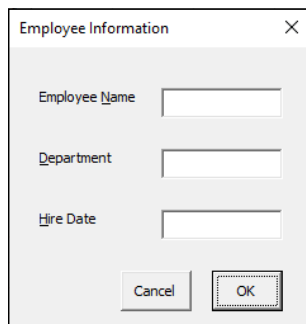 Employee Information
Employee Name
Department
Hire Date
Cancel OK